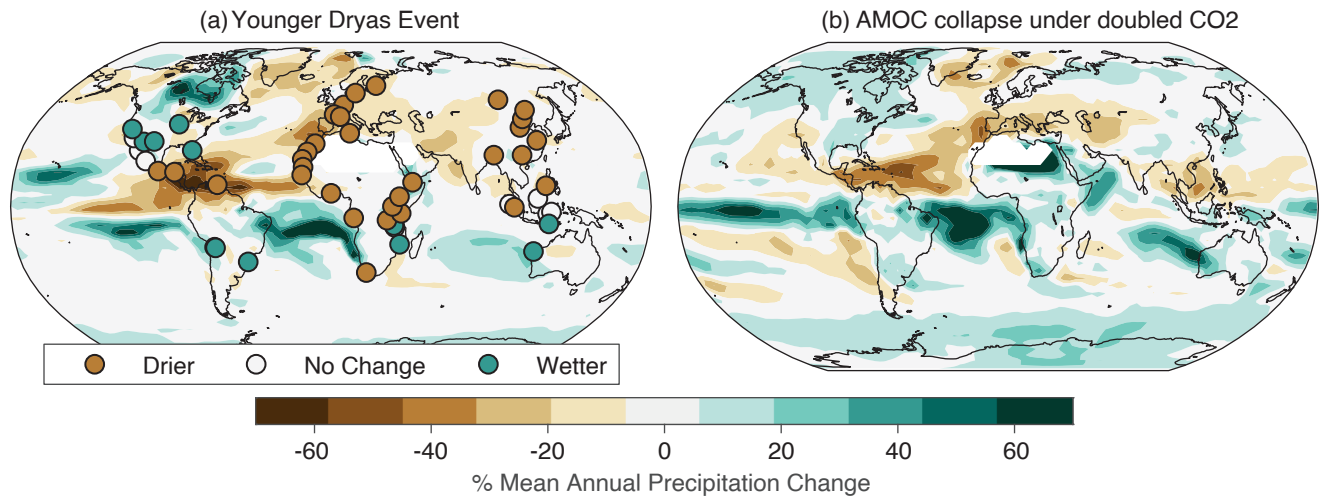 (a) Younger Dryas Event
(b) AMOC collapse under doubled CO2
Drier
No Change
Wetter
-60
-40
-20
0
20
40
60
% Mean Annual Precipitation Change